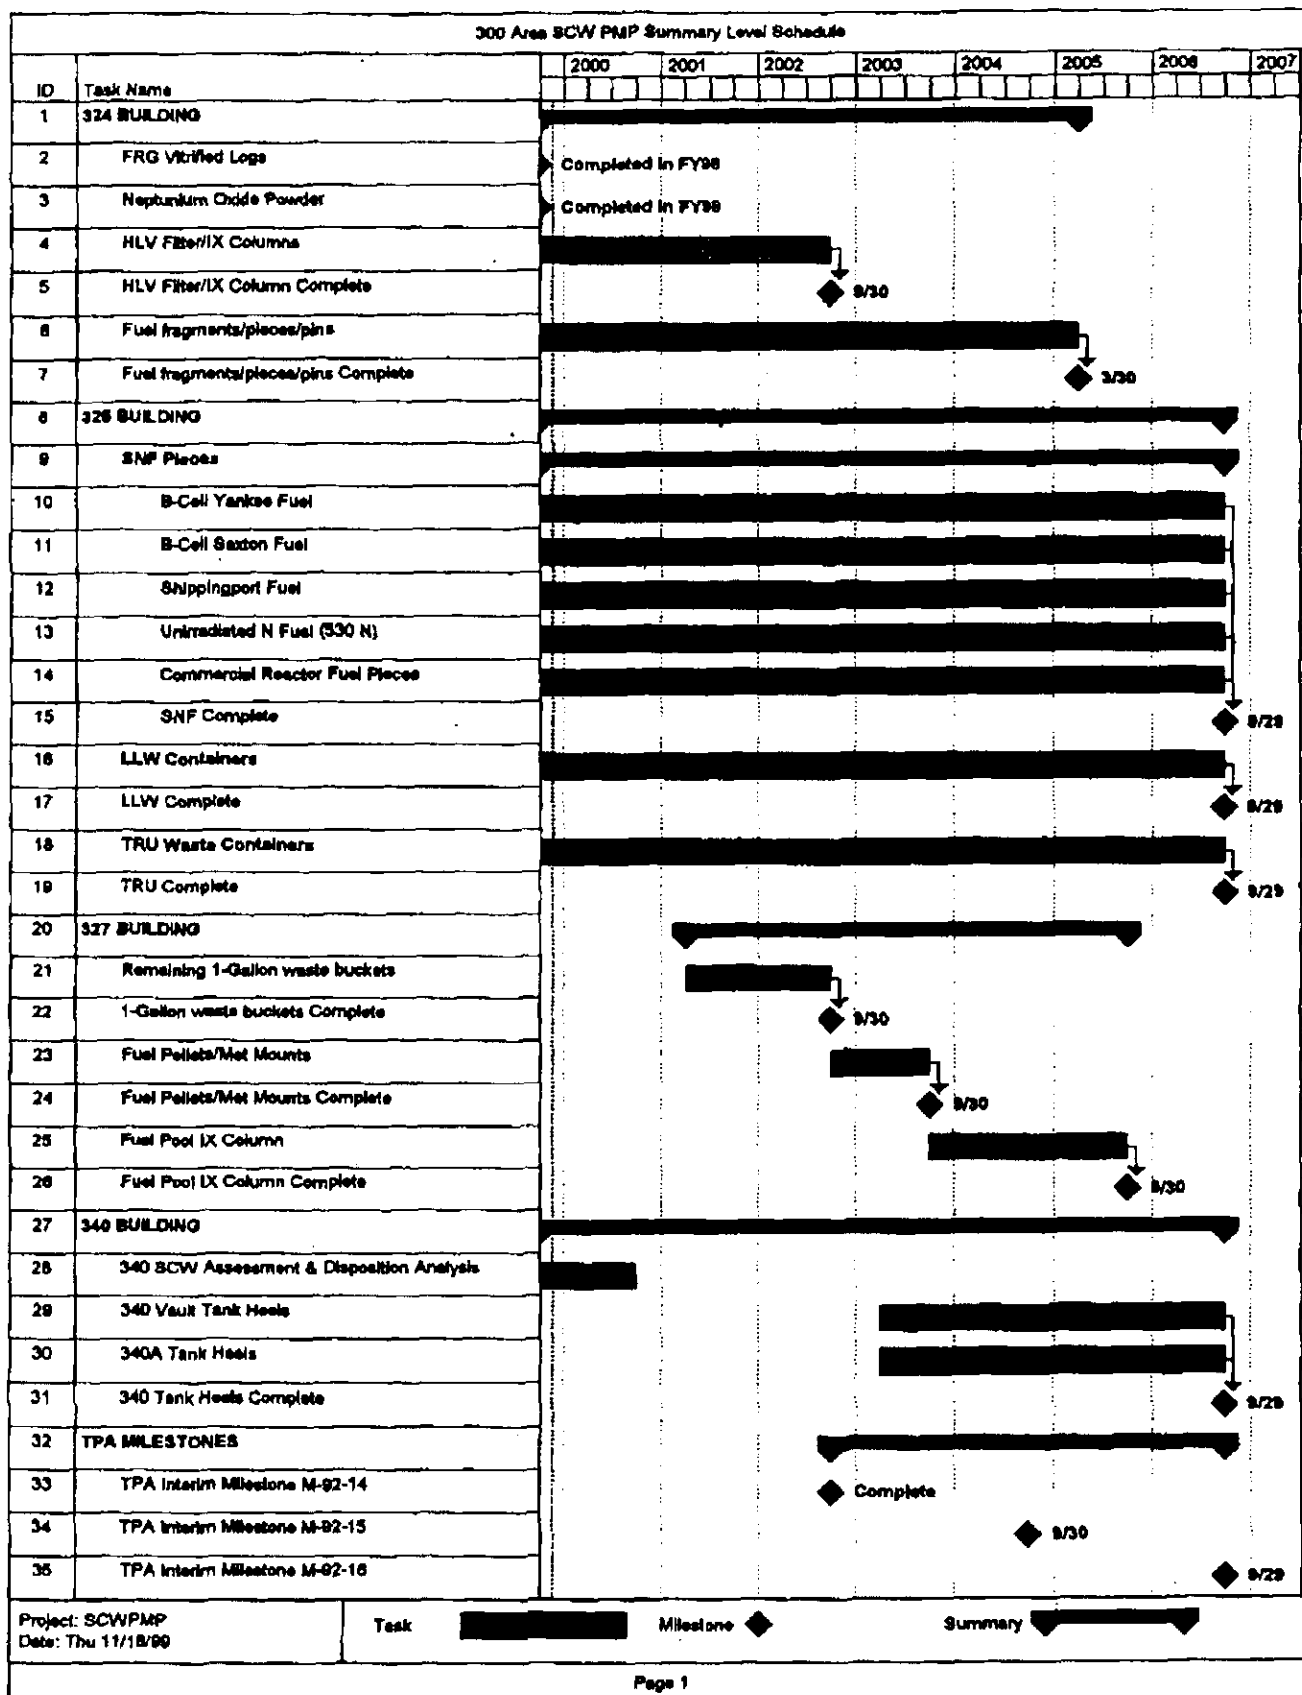 300 Area SCW PMP Summary Level Schedule
2000 2001 2002 2003 2004 2005 2006 2007
ID Task Name
1 324 BUILDING
2 FRG Vitrified Logs Completed in FY98
3 Neptunium Oxide Powder Completed in FY99
4 HLV Filter/IX Columns
5 HLV Filter/IX Column Complete 9/30
6 Fuel fragments/pieces/pins
7 Fuel fragments/pieces/pins Complete 3/30
8 325 BUILDING
9 SNF Pieces
10 B-Cell Yankee Fuel
11 B-Cell Saxton Fuel
12 Shippingport Fuel
13 Unirradiated N Fuel (530 N)
14 Commercial Reactor Fuel Pieces
15 SNF Complete 9/29
16 LLW Containers
17 LLW Complete 9/29
18 TRU Waste Containers
19 TRU Complete 9/29
20 327 BUILDING
21 Remaining 1-Gallon waste buckets
22 1-Gallon waste buckets Complete 9/30
23 Fuel Pellets/Met Mounts
24 Fuel Pellets/Met Mounts Complete 9/30
25 Fuel Pool IX Column
26 Fuel Pool IX Column Complete 9/30
27 340 BUILDING
28 340 SCW Assessment & Disposition Analysis
29 340 Vault Tank Heels
30 340A Tank Heels
31 340 Tank Heels Complete 9/29
32 TPA MILESTONES
33 TPA Interim Milestone M-92-14 Complete
34 TPA Interim Milestone M-92-15 9/30
35 TPA Interim Milestone M-92-16 9/29
Project: SCWPMP
Date: Thu 11/18/99
Task Milestone Summary
Page 1